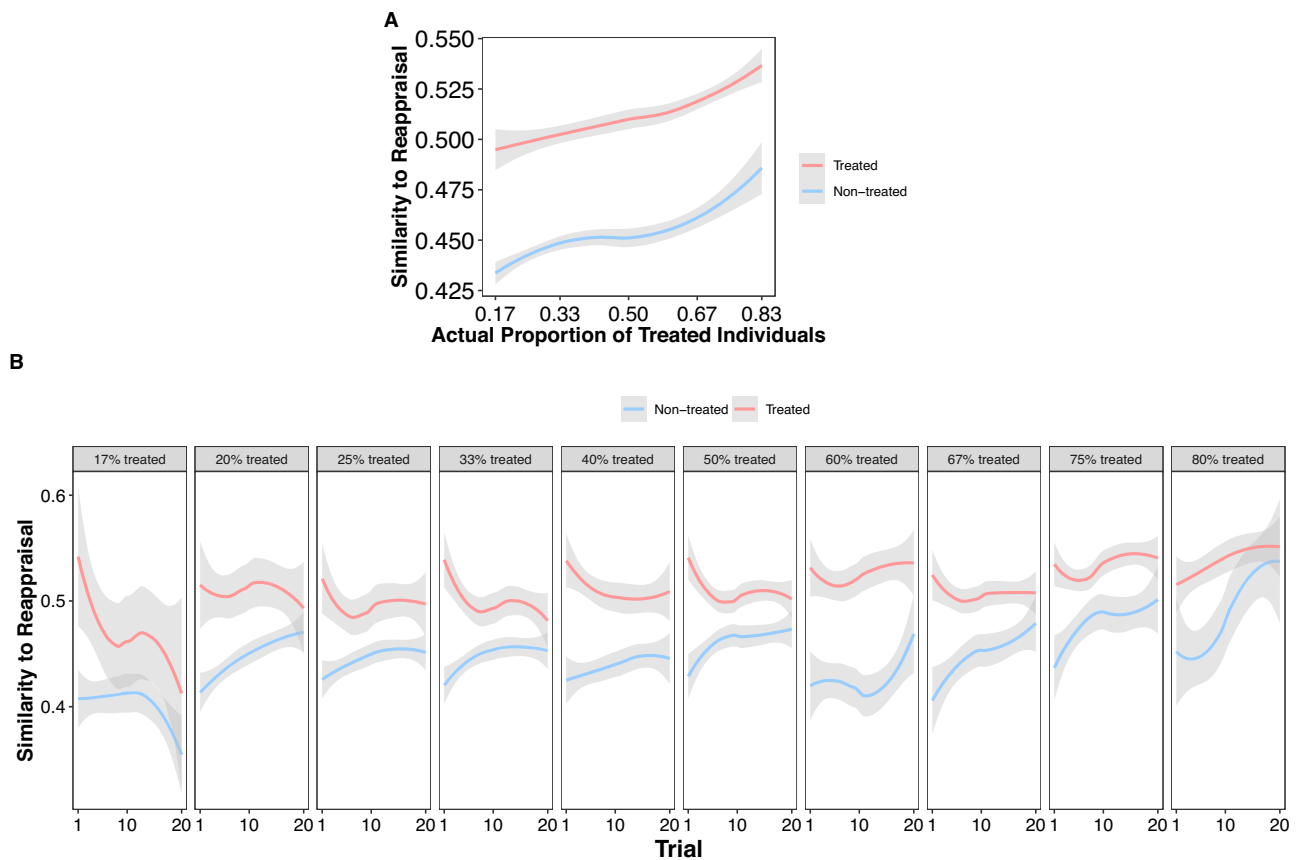 A
Similarity to Reappraisal
0.550
0.525
0.500
0.475
0.450
0.425
0.17 0.33 0.50 0.67 0.83
Actual Proportion of Treated Individuals
Treated
Non−treated
B
Non−treated Treated
17% treated 20% treated 25% treated 33% treated 40% treated 50% treated 60% treated 67% treated 75% treated 80% treated
Similarity to Reappraisal
0.6
0.5
0.4
1 10 20 1 10 20 1 10 20 1 10 20 1 10 20 1 10 20 1 10 20 1 10 20 1 10 20 1 10 20
Trial